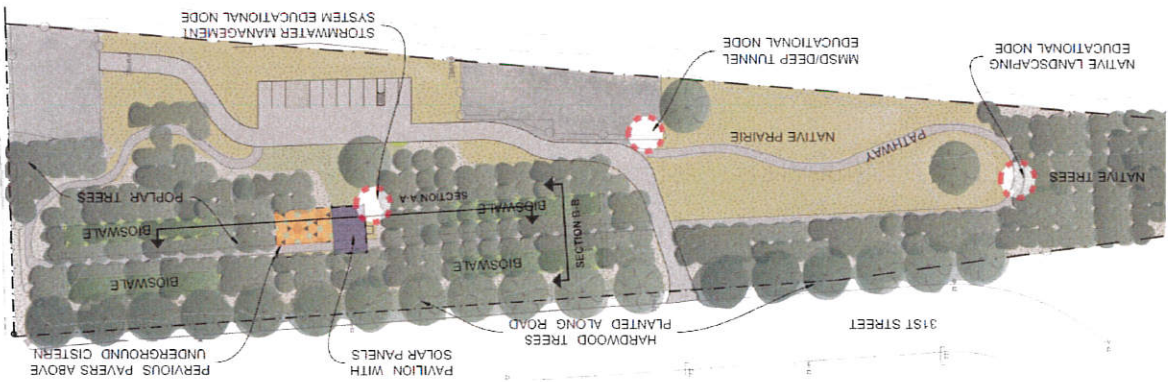 PAVILION WITH
SOLAR PANELS
PERVIOUS PAVERS ABOVE
UNDERGROUND CISTERN
31ST STREET
HARDWOOD TREES
PLANTED ALONG ROAD
BIOSWALE
BIOSWALE
SECTION B-B
BIOSWALE
BIOSWALE
SECTION A-A
POPLAR TREES
NATIVE TREES
PATHWAY
NATIVE PRAIRIE
NATIVE LANDSCAPING
EDUCATIONAL NODE
MMSD/DEEP TUNNEL
EDUCATIONAL NODE
STORMWATER MANAGEMENT
SYSTEM EDUCATIONAL NODE